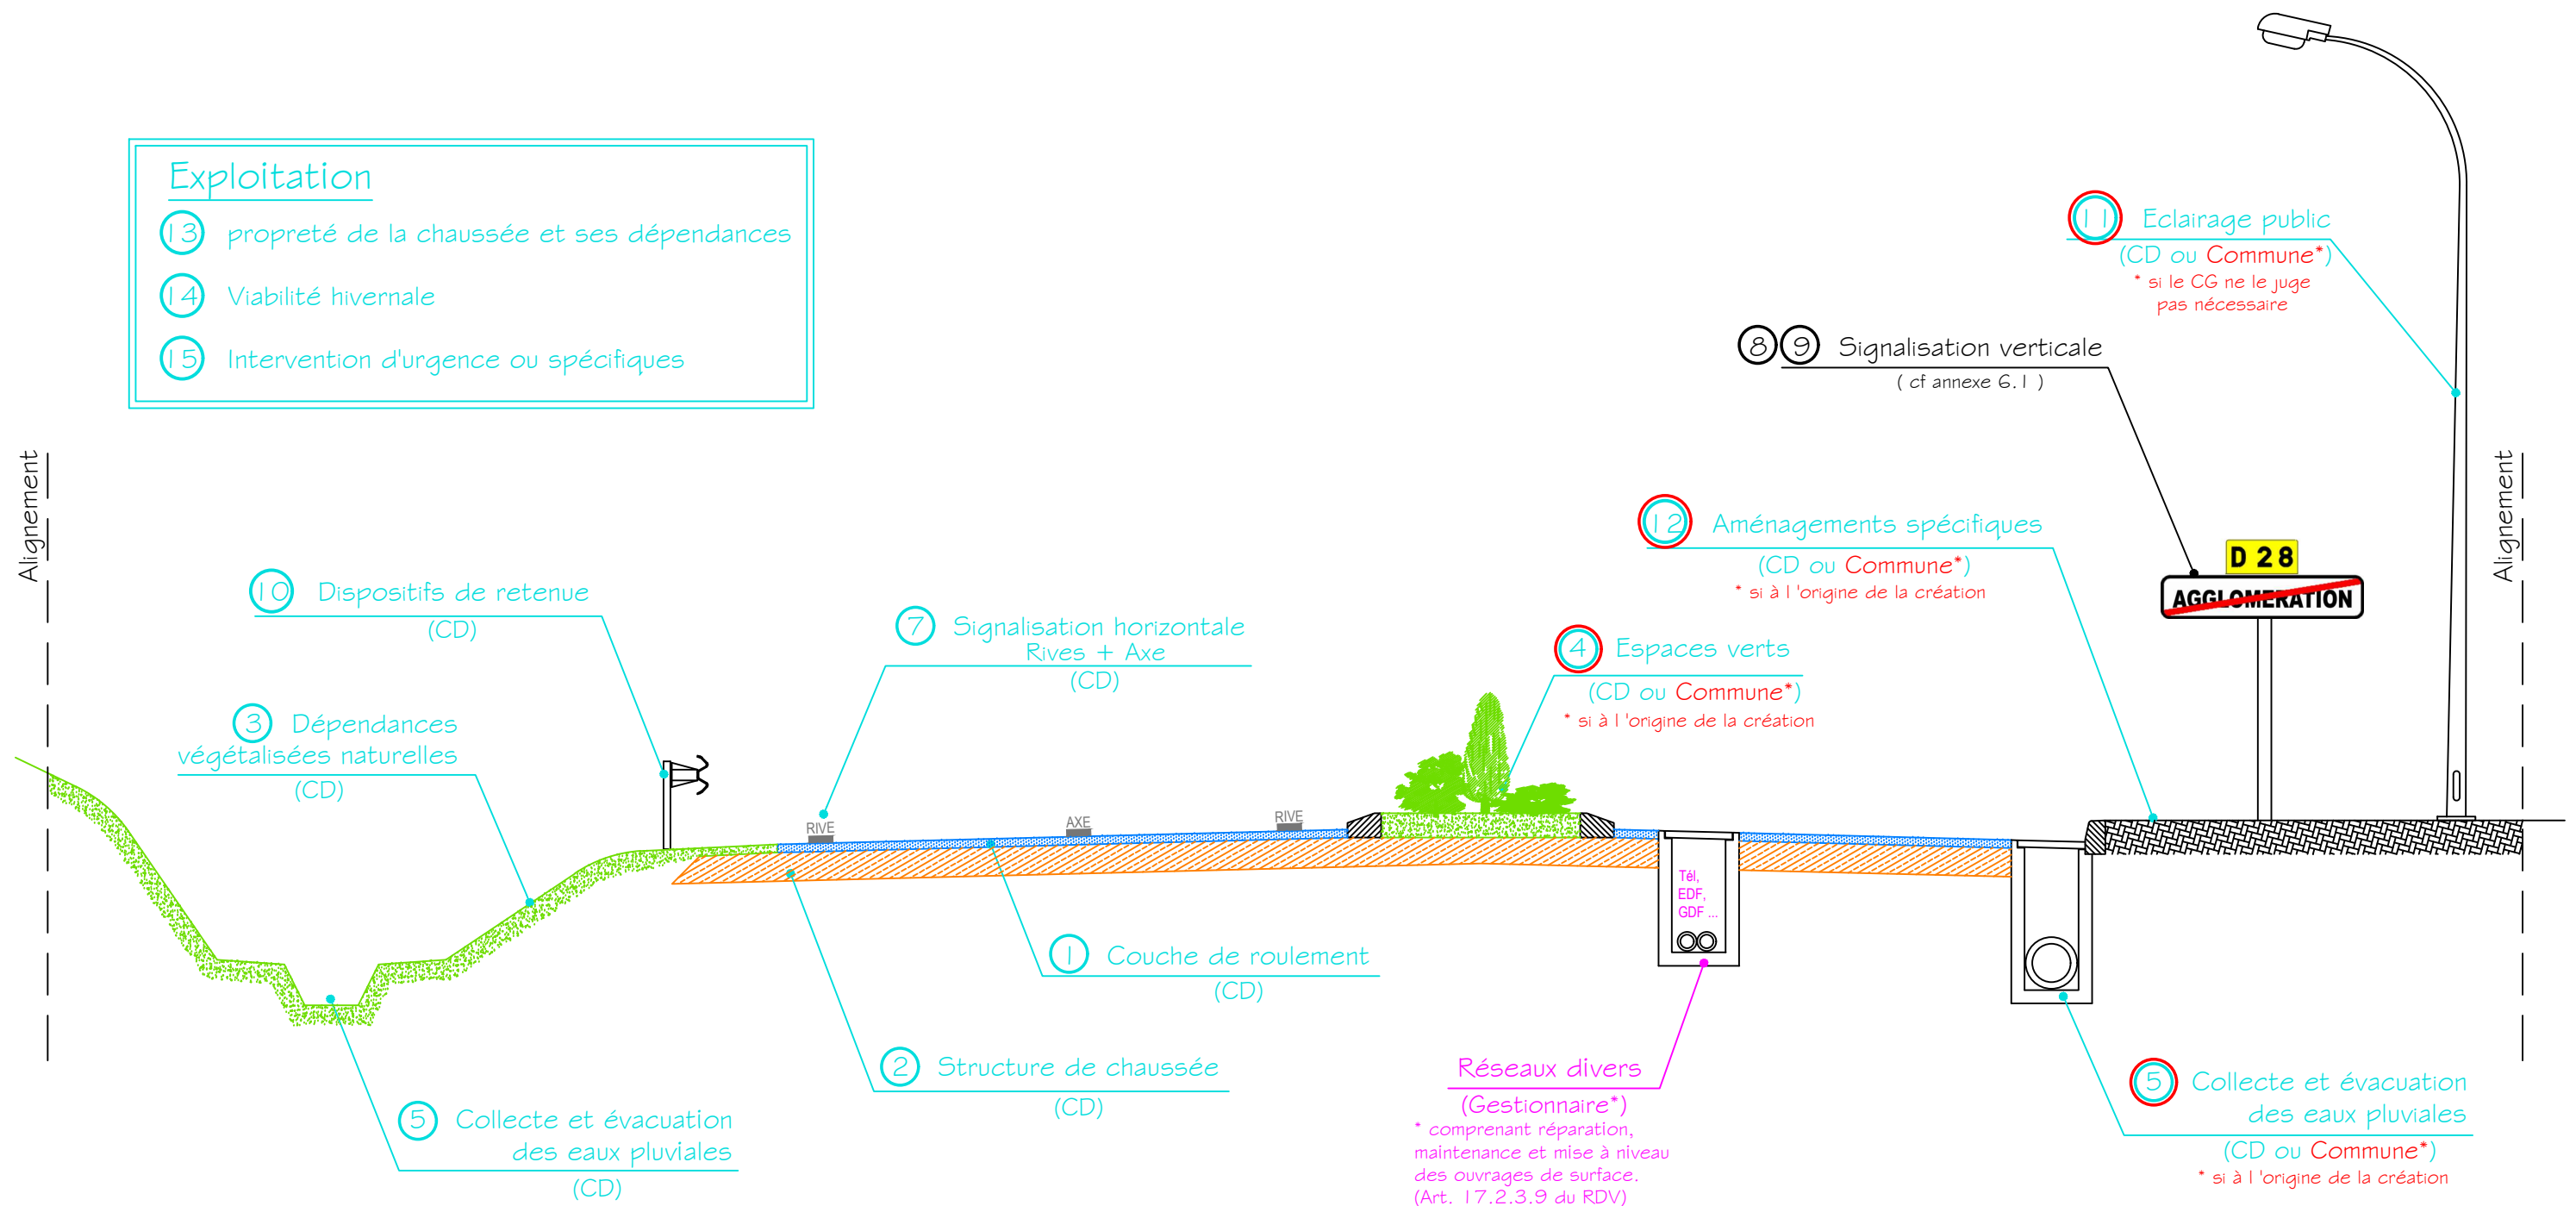 Exploitation
13 propreté de la chaussée et ses dépendances
14 Viabilité hivernale
15 Intervention d'urgence ou spécifiques
11 Eclairage public
(CD ou Commune*)
* si le CG ne le juge
pas nécessaire
8 9 Signalisation verticale
( cf annexe 6.1 )
Alignement
Alignement
12 Aménagements spécifiques
(CD ou Commune*)
* si à l 'origine de la création
D 28
AGGLOMERATION
10 Dispositifs de retenue
(CD)
7 Signalisation horizontale
Rives + Axe
(CD)
4 Espaces verts
(CD ou Commune*)
* si à l 'origine de la création
3 Dépendances
végétalisées naturelles
(CD)
RIVE
AXE
RIVE
Tél,
EDF,
GDF ...
1 Couche de roulement
(CD)
2 Structure de chaussée
(CD)
5 Collecte et évacuation
des eaux pluviales
(CD)
Réseaux divers
(Gestionnaire*)
* comprenant réparation,
maintenance et mise à niveau
des ouvrages de surface.
(Art. 17.2.3.9 du RDV)
5 Collecte et évacuation
des eaux pluviales
(CD ou Commune*)
* si à l 'origine de la création